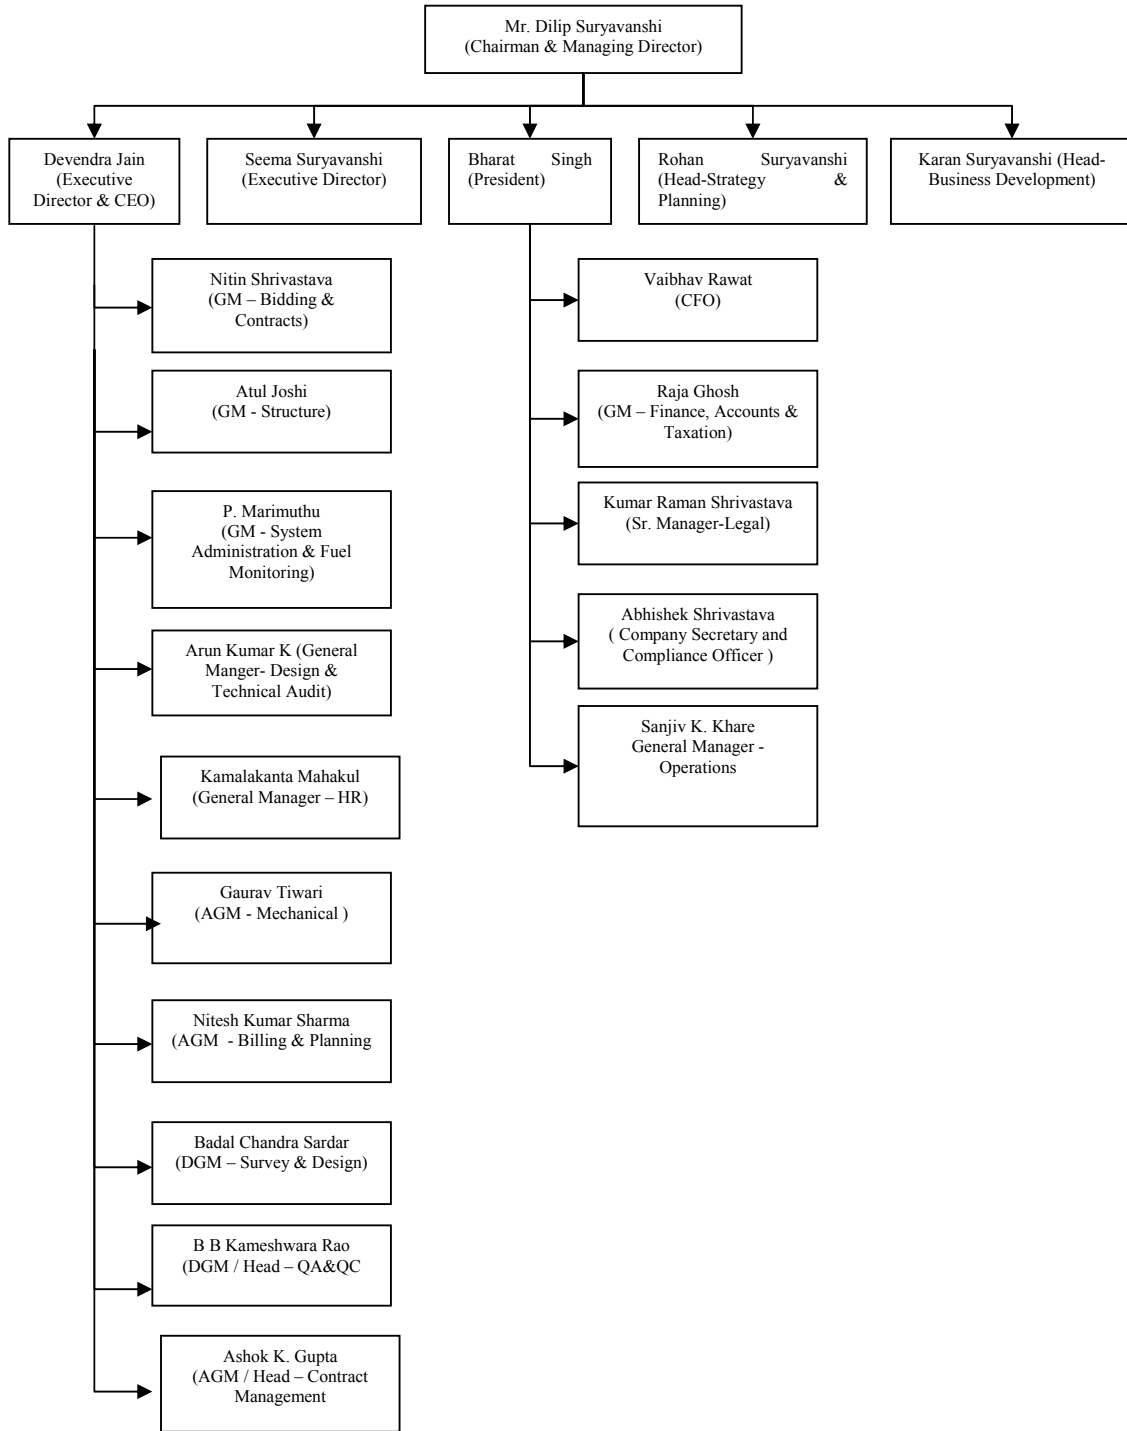 Mr. Dilip Suryavanshi
(Chairman & Managing Director)
Devendra Jain
(Executive
Director & CEO)
Seema Suryavanshi
(Executive Director)
Bharat Singh
(President)
Rohan Suryavanshi
(Head-Strategy &
Planning)
Karan Suryavanshi (Head-
Business Development)
Nitin Shrivastava
(GM – Bidding &
Contracts)
Atul Joshi
(GM - Structure)
P. Marimuthu
(GM - System
Administration & Fuel
Monitoring)
Arun Kumar K (General
Manger- Design &
Technical Audit)
Kamalakanta Mahakul
(General Manager – HR)
Gaurav Tiwari
(AGM - Mechanical )
Nitesh Kumar Sharma
(AGM  - Billing & Planning
Badal Chandra Sardar
(DGM – Survey & Design)
B B Kameshwara Rao
(DGM / Head – QA&QC
Ashok K. Gupta
(AGM / Head – Contract
Management
Vaibhav Rawat
(CFO)
Raja Ghosh
(GM – Finance, Accounts &
Taxation)
Kumar Raman Shrivastava
(Sr. Manager-Legal)
Abhishek Shrivastava
( Company Secretary and
Compliance Officer )
Sanjiv K. Khare
General Manager -
Operations